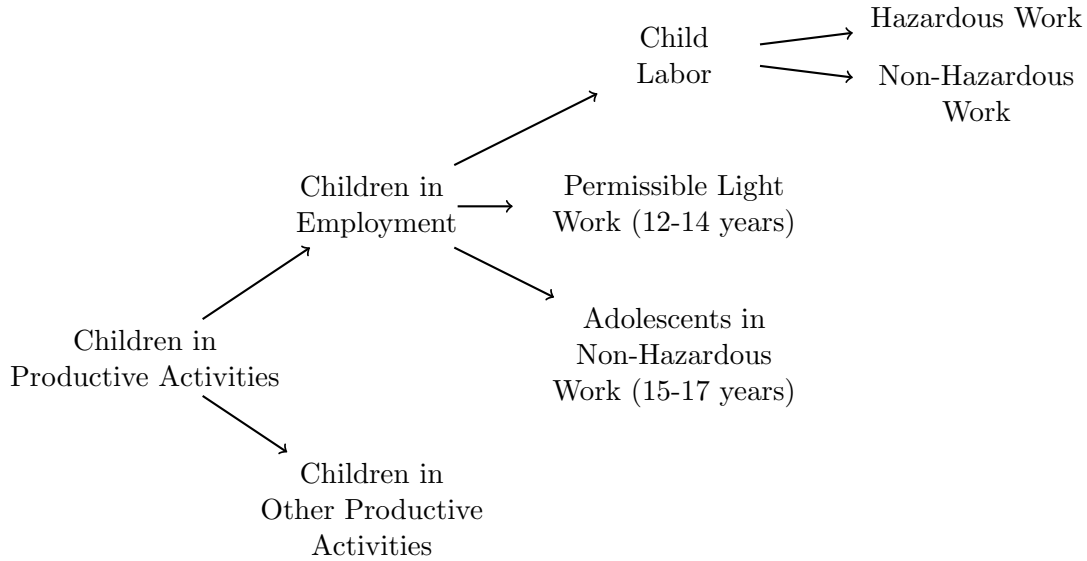 Child
Labor
Hazardous Work
Non-Hazardous
Work
Children in
Employment
Permissible Light
Work (12-14 years)
Adolescents in
Non-Hazardous
Work (15-17 years)
Children in
Productive Activities
Children in
Other Productive
Activities